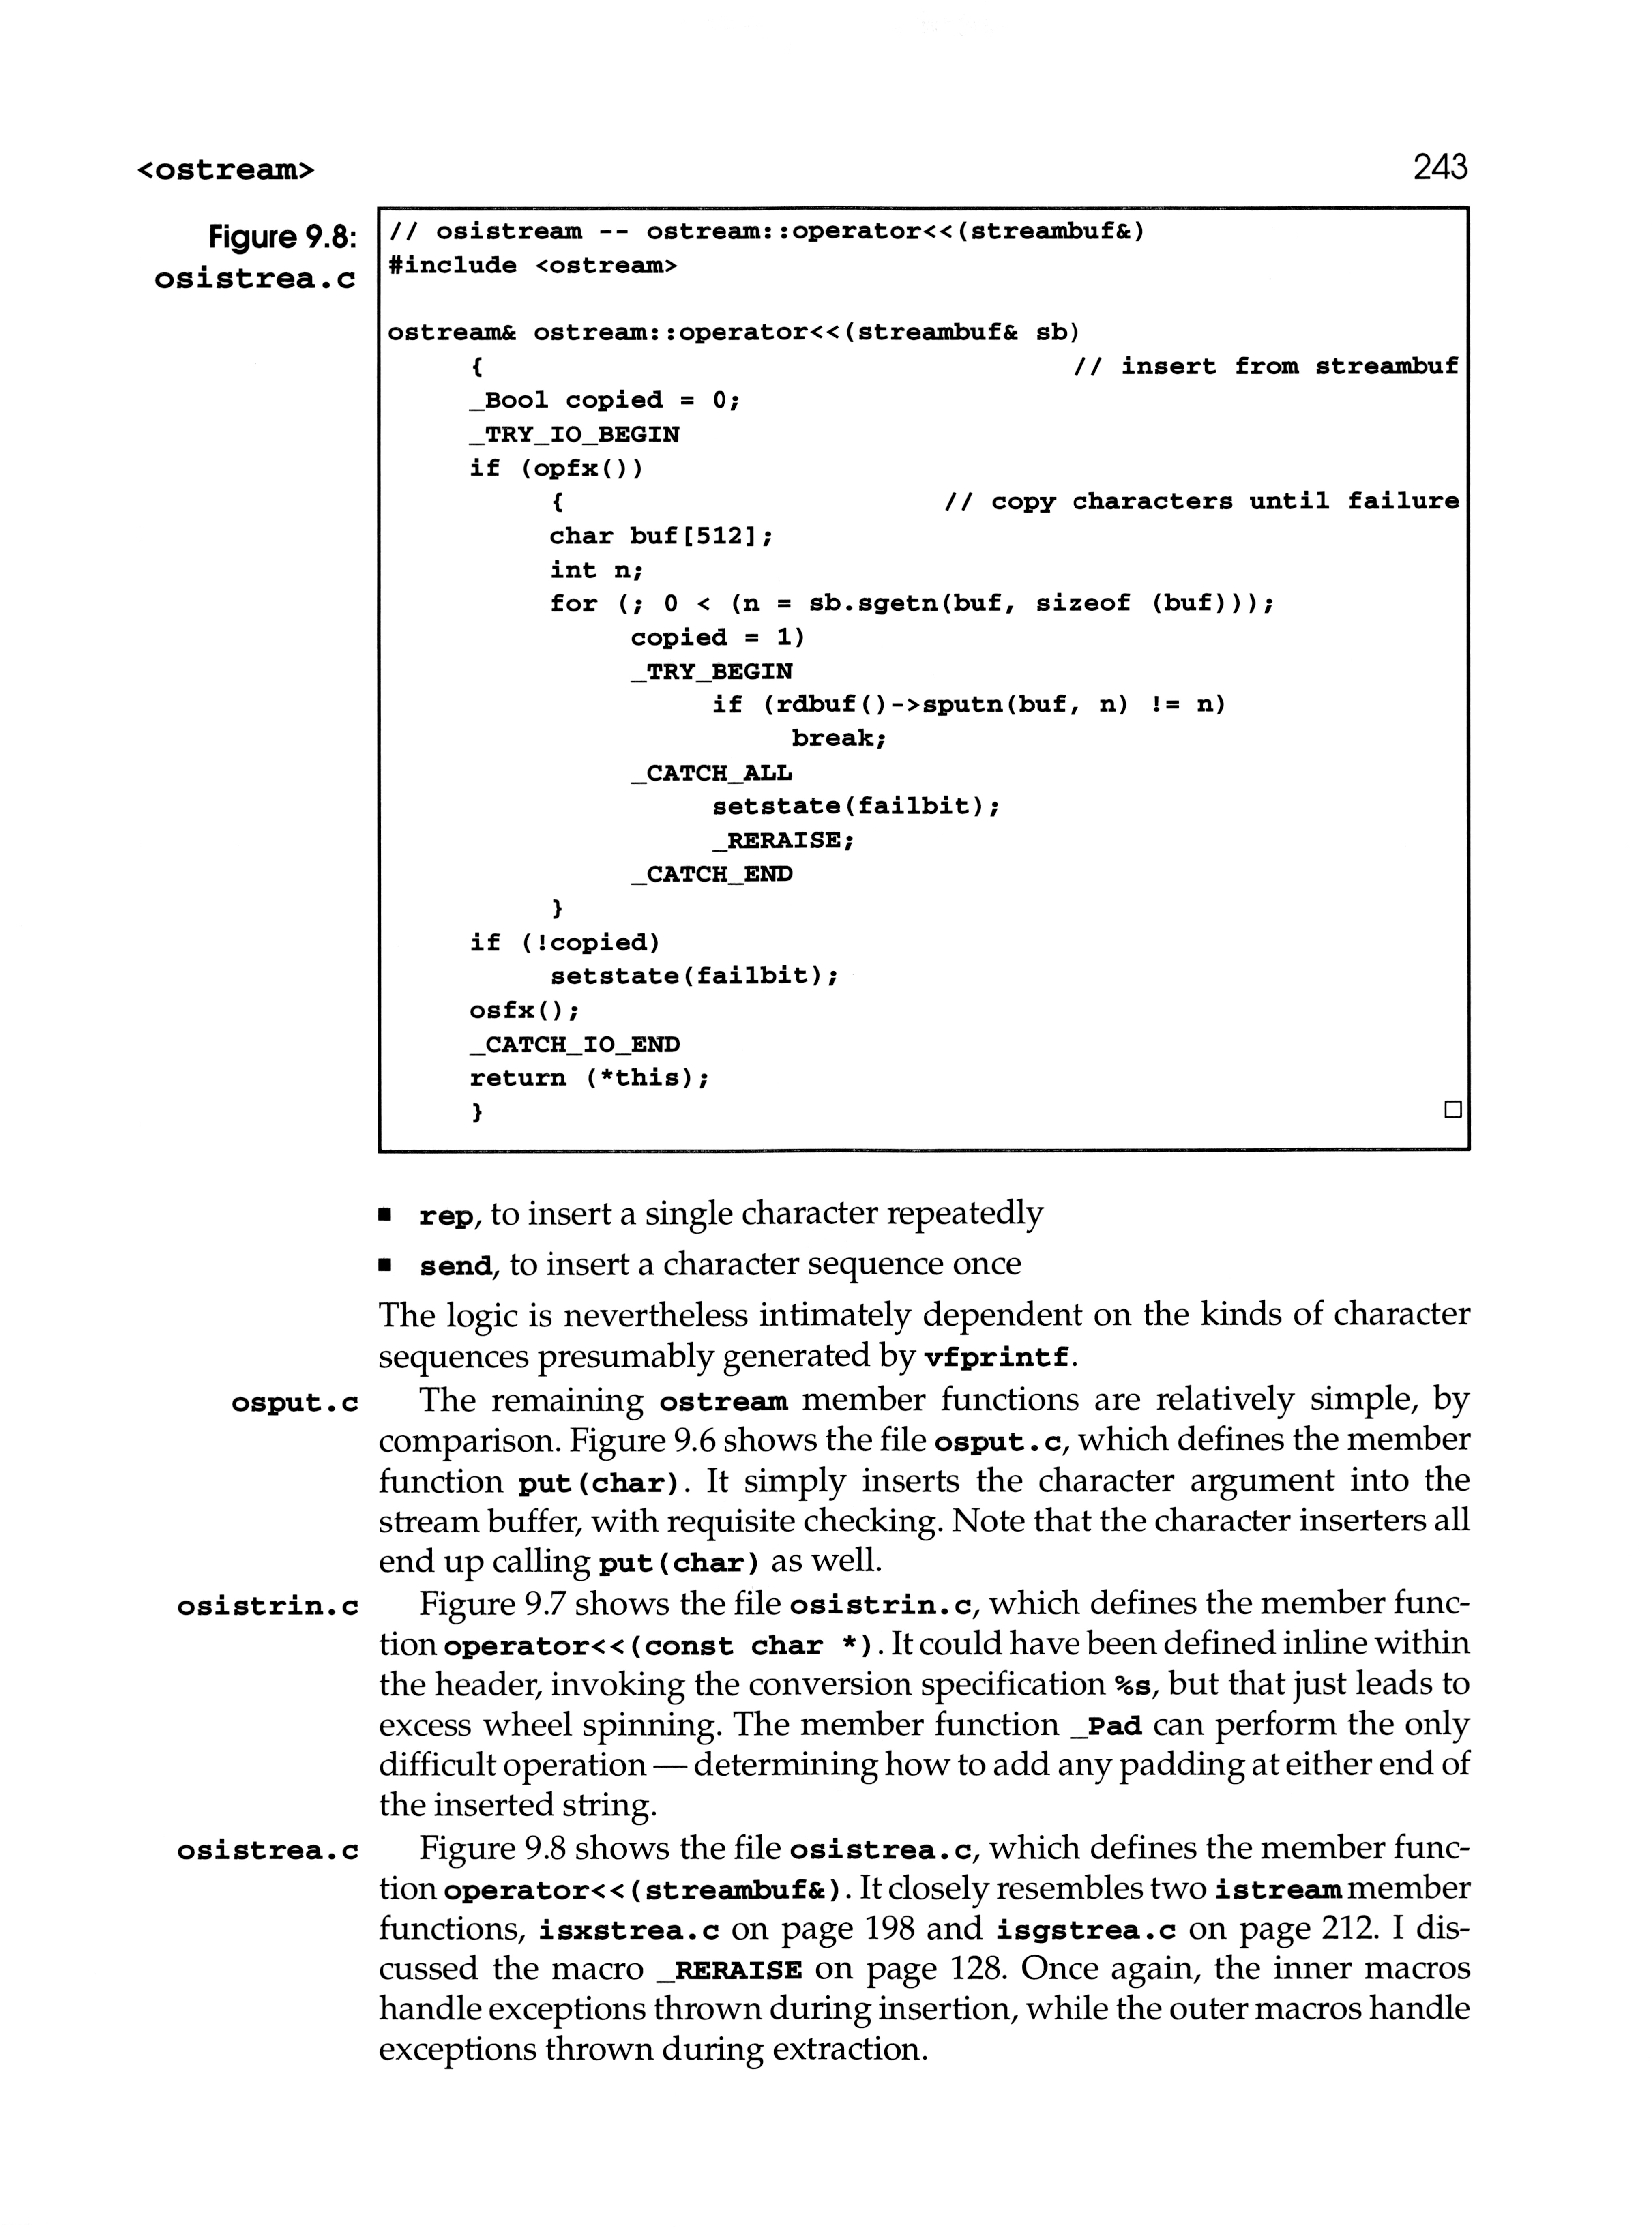 <ostream>
243
Figure 9.8:
osistrea.c
// osistream -- ostream::operator<<(streambuf&)
#include <ostream>
ostream& ostream::operator<<(streambuf& sb)
{ // insert from streambuf
_Bool copied = 0;
_TRY_IO_BEGIN
if (opfx())
{ // copy characters until failure
char buf[512];
int n;
for (; 0 < (n = sb.sgetn(buf, sizeof (buf)));
copied = 1)
_TRY_BEGIN
if (rdbuf()->sputn(buf, n) != n)
break;
_CATCH_ALL
setstate(failbit);
_RERAISE;
_CATCH_END
}
if (!copied)
setstate(failbit);
osfx();
_CATCH_IO_END
return (*this);
}
□
■ rep, to insert a single character repeatedly
■ send, to insert a character sequence once
The logic is nevertheless intimately dependent on the kinds of character
sequences presumably generated by vfprintf.
osput.c The remaining ostream member functions are relatively simple, by
comparison. Figure 9.6 shows the file osput.c, which defines the member
function put(char). It simply inserts the character argument into the
stream buffer, with requisite checking. Note that the character inserters all
end up calling put(char) as well.
osistrin.c Figure 9.7 shows the file osistrin.c, which defines the member func-
tion operator<<(const char *). It could have been defined inline within
the header, invoking the conversion specification %s, but that just leads to
excess wheel spinning. The member function _Pad can perform the only
difficult operation — determining how to add any padding at either end of
the inserted string.
osistrea.c Figure 9.8 shows the file osistrea.c, which defines the member func-
tion operator<<(streambuf&). It closely resembles two istream member
functions, isxstrea.c on page 198 and isgstrea.c on page 212. I dis-
cussed the macro _RERAISE on page 128. Once again, the inner macros
handle exceptions thrown during insertion, while the outer macros handle
exceptions thrown during extraction.